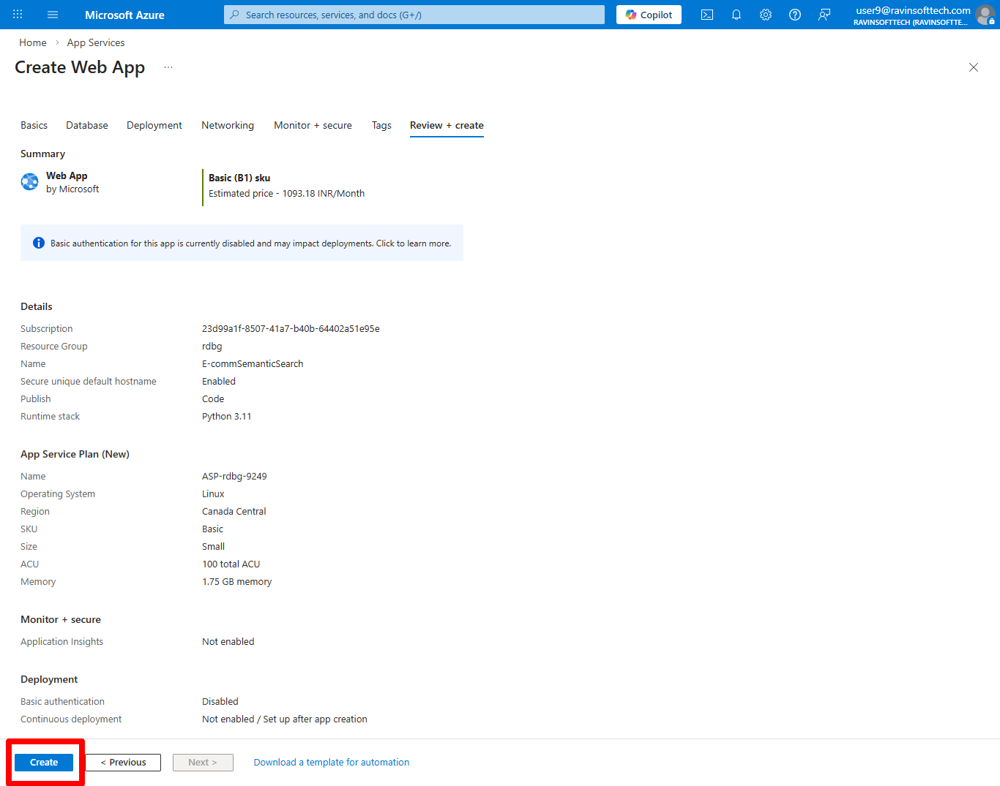 Microsoft Azure
Search resources, services, and docs (G+/)
Copilot
user9@ravinsofttech.com
RAVINSOFTTECH (RAVINSOFTTE...
Home > App Services
Create Web App ...
Basics Database Deployment Networking Monitor + secure Tags Review + create
Summary
Web App
by Microsoft
Basic (B1) sku
Estimated price - 1093.18 INR/Month
Basic authentication for this app is currently disabled and may impact deployments. Click to learn more.
Details
Subscription 23d99a1f-8507-41a7-b40b-64402a51e95e
Resource Group rdbg
Name E-commSemanticSearch
Secure unique default hostname Enabled
Publish Code
Runtime stack Python 3.11
App Service Plan (New)
Name ASP-rdbg-9249
Operating System Linux
Region Canada Central
SKU Basic
Size Small
ACU 100 total ACU
Memory 1.75 GB memory
Monitor + secure
Application Insights Not enabled
Deployment
Basic authentication Disabled
Continuous deployment Not enabled / Set up after app creation
Create < Previous Next > Download a template for automation